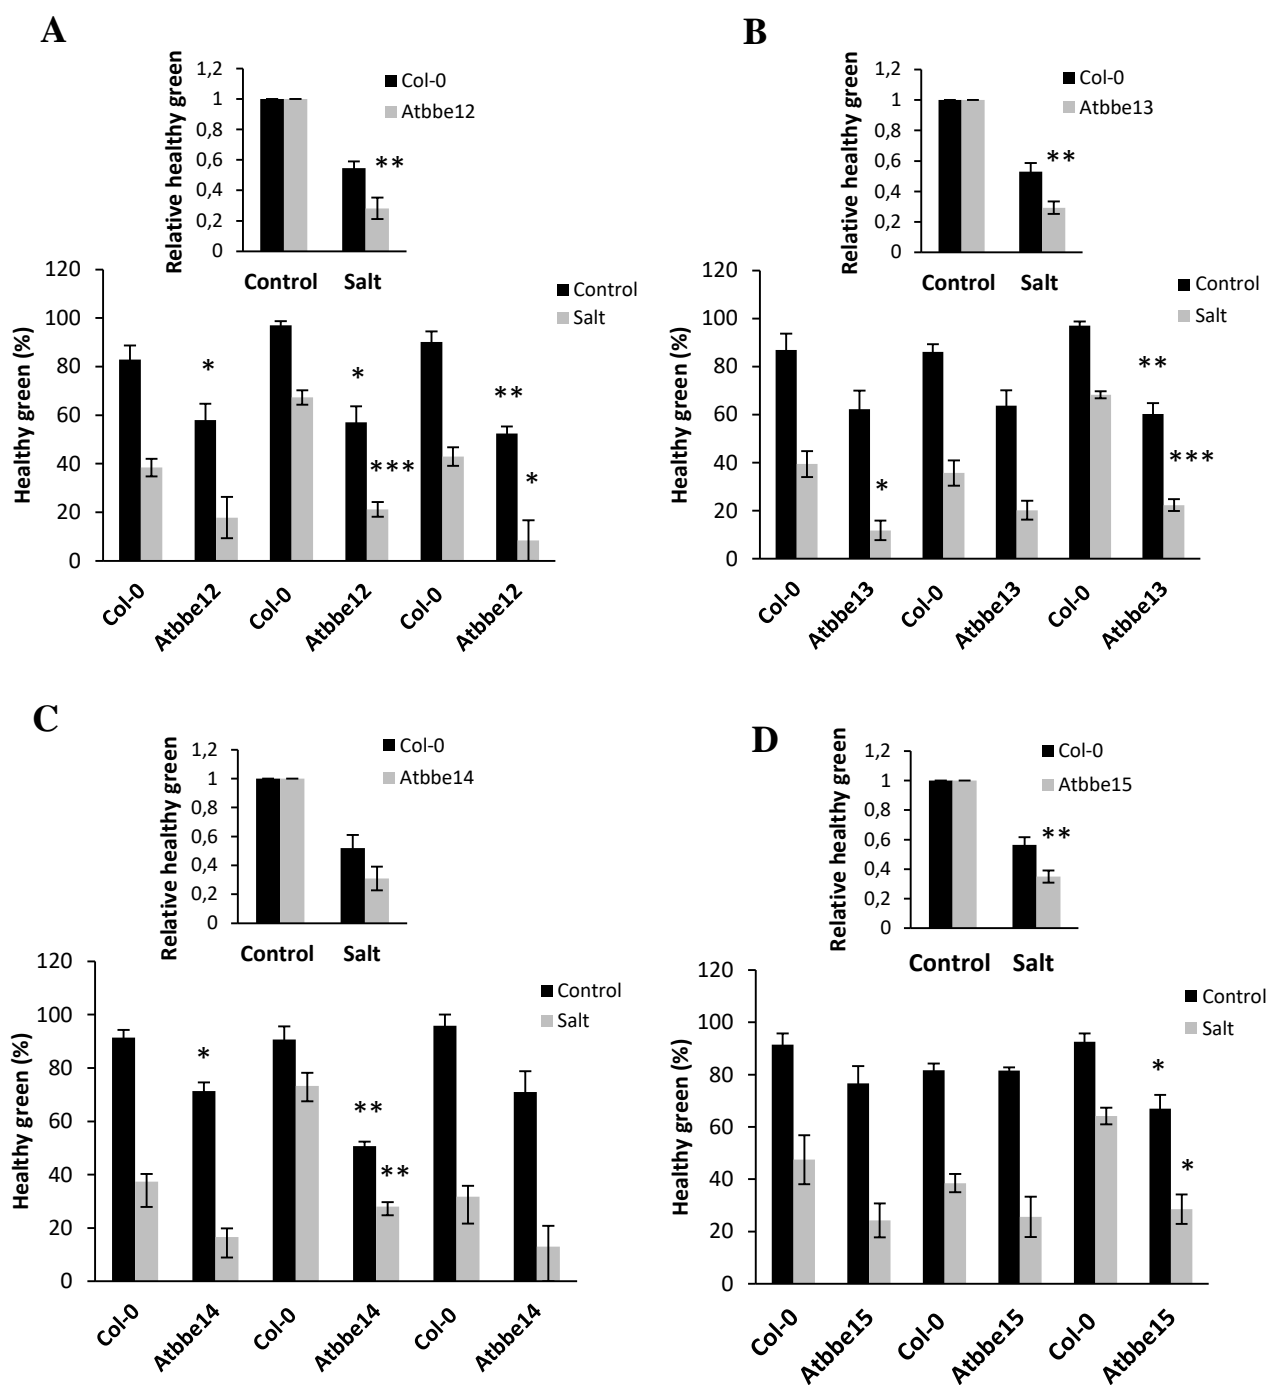 A
Relative healthy green
1,2
1
0,8
0,6
0,4
0,2
0
Col-0
Atbbe12
**
Control Salt
Healthy green (%)
120
100
80
60
40
20
0
Control
Salt
*
*
***
**
*
Col-0 Atbbe12 Col-0 Atbbe12 Col-0 Atbbe12
B
Relative healthy green
1,2
1
0,8
0,6
0,4
0,2
0
Col-0
Atbbe13
**
Control Salt
Healthy green (%)
120
100
80
60
40
20
0
Control
Salt
*
**
***
Col-0 Atbbe13 Col-0 Atbbe13 Col-0 Atbbe13
C
Relative healthy green
1,2
1
0,8
0,6
0,4
0,2
0
Col-0
Atbbe14
Control Salt
Healthy green (%)
120
100
80
60
40
20
0
Control
Salt
*
**
**
Col-0 Atbbe14 Col-0 Atbbe14 Col-0 Atbbe14
D
Relative healthy green
1,2
1
0,8
0,6
0,4
0,2
0
Col-0
Atbbe15
**
Control Salt
Healthy green (%)
120
100
80
60
40
20
0
Control
Salt
*
*
Col-0 Atbbe15 Col-0 Atbbe15 Col-0 Atbbe15